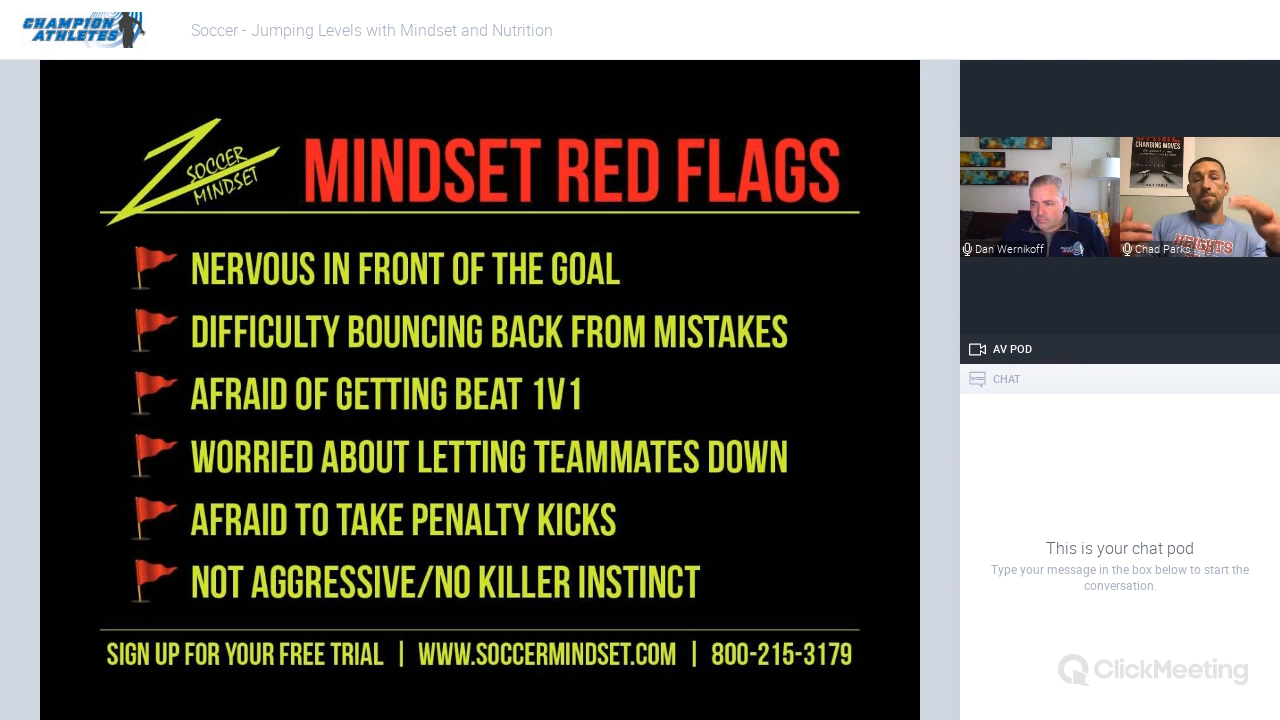 CHAMPION
ATHLETES
Soccer - Jumping Levels with Mindset and Nutrition
SOCCER
MINDSET
MINDSET RED FLAGS
NERVOUS IN FRONT OF THE GOAL
DIFFICULTY BOUNCING BACK FROM MISTAKES
AFRAID OF GETTING BEAT 1V1
WORRIED ABOUT LETTING TEAMMATES DOWN
AFRAID TO TAKE PENALTY KICKS
NOT AGGRESSIVE/NO KILLER INSTINCT
SIGN UP FOR YOUR FREE TRIAL | WWW.SOCCERMINDSET.COM | 800-215-3179
CHANGING MOVES
Dan Wernikoff
Chad Parks
AV POD
CHAT
This is your chat pod
Type your message in the box below to start the
conversation.
ClickMeeting